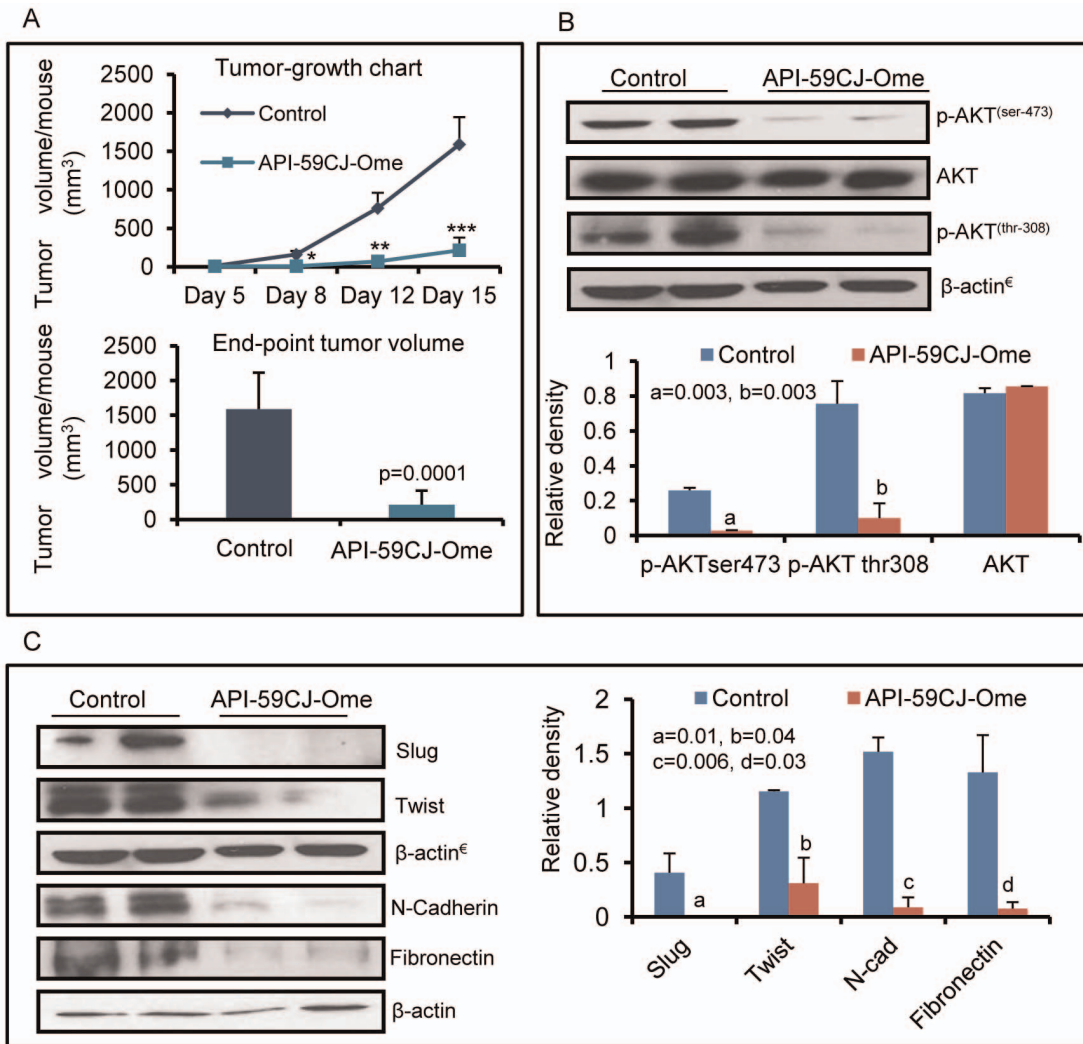 A
Tumor-growth chart
2500
2000
1500
1000
500
0
Control
API-59CJ-Ome
*
**
***
Day 5 Day 8 Day 12 Day 15
Tumor volume/mouse
(mm³)
End-point tumor volume
2500
2000
1500
1000
500
0
p=0.0001
Control API-59CJ-Ome
Tumor volume/mouse
(mm³)
B
Control API-59CJ-Ome
p-AKT(ser-473)
AKT
p-AKT(thr-308)
β-actin€
Control API-59CJ-Ome
a=0.003, b=0.003
Relative density
0.8
0.6
0.4
0.2
0
a
b
p-AKTser473 p-AKT thr308 AKT
C
Control API-59CJ-Ome
Slug
Twist
β-actin€
N-Cadherin
Fibronectin
β-actin
Control API-59CJ-Ome
a=0.01, b=0.04
c=0.006, d=0.03
Relative density
2
1.5
1
0.5
0
a
b
c
d
Slug
Twist
N-cad
Fibronectin